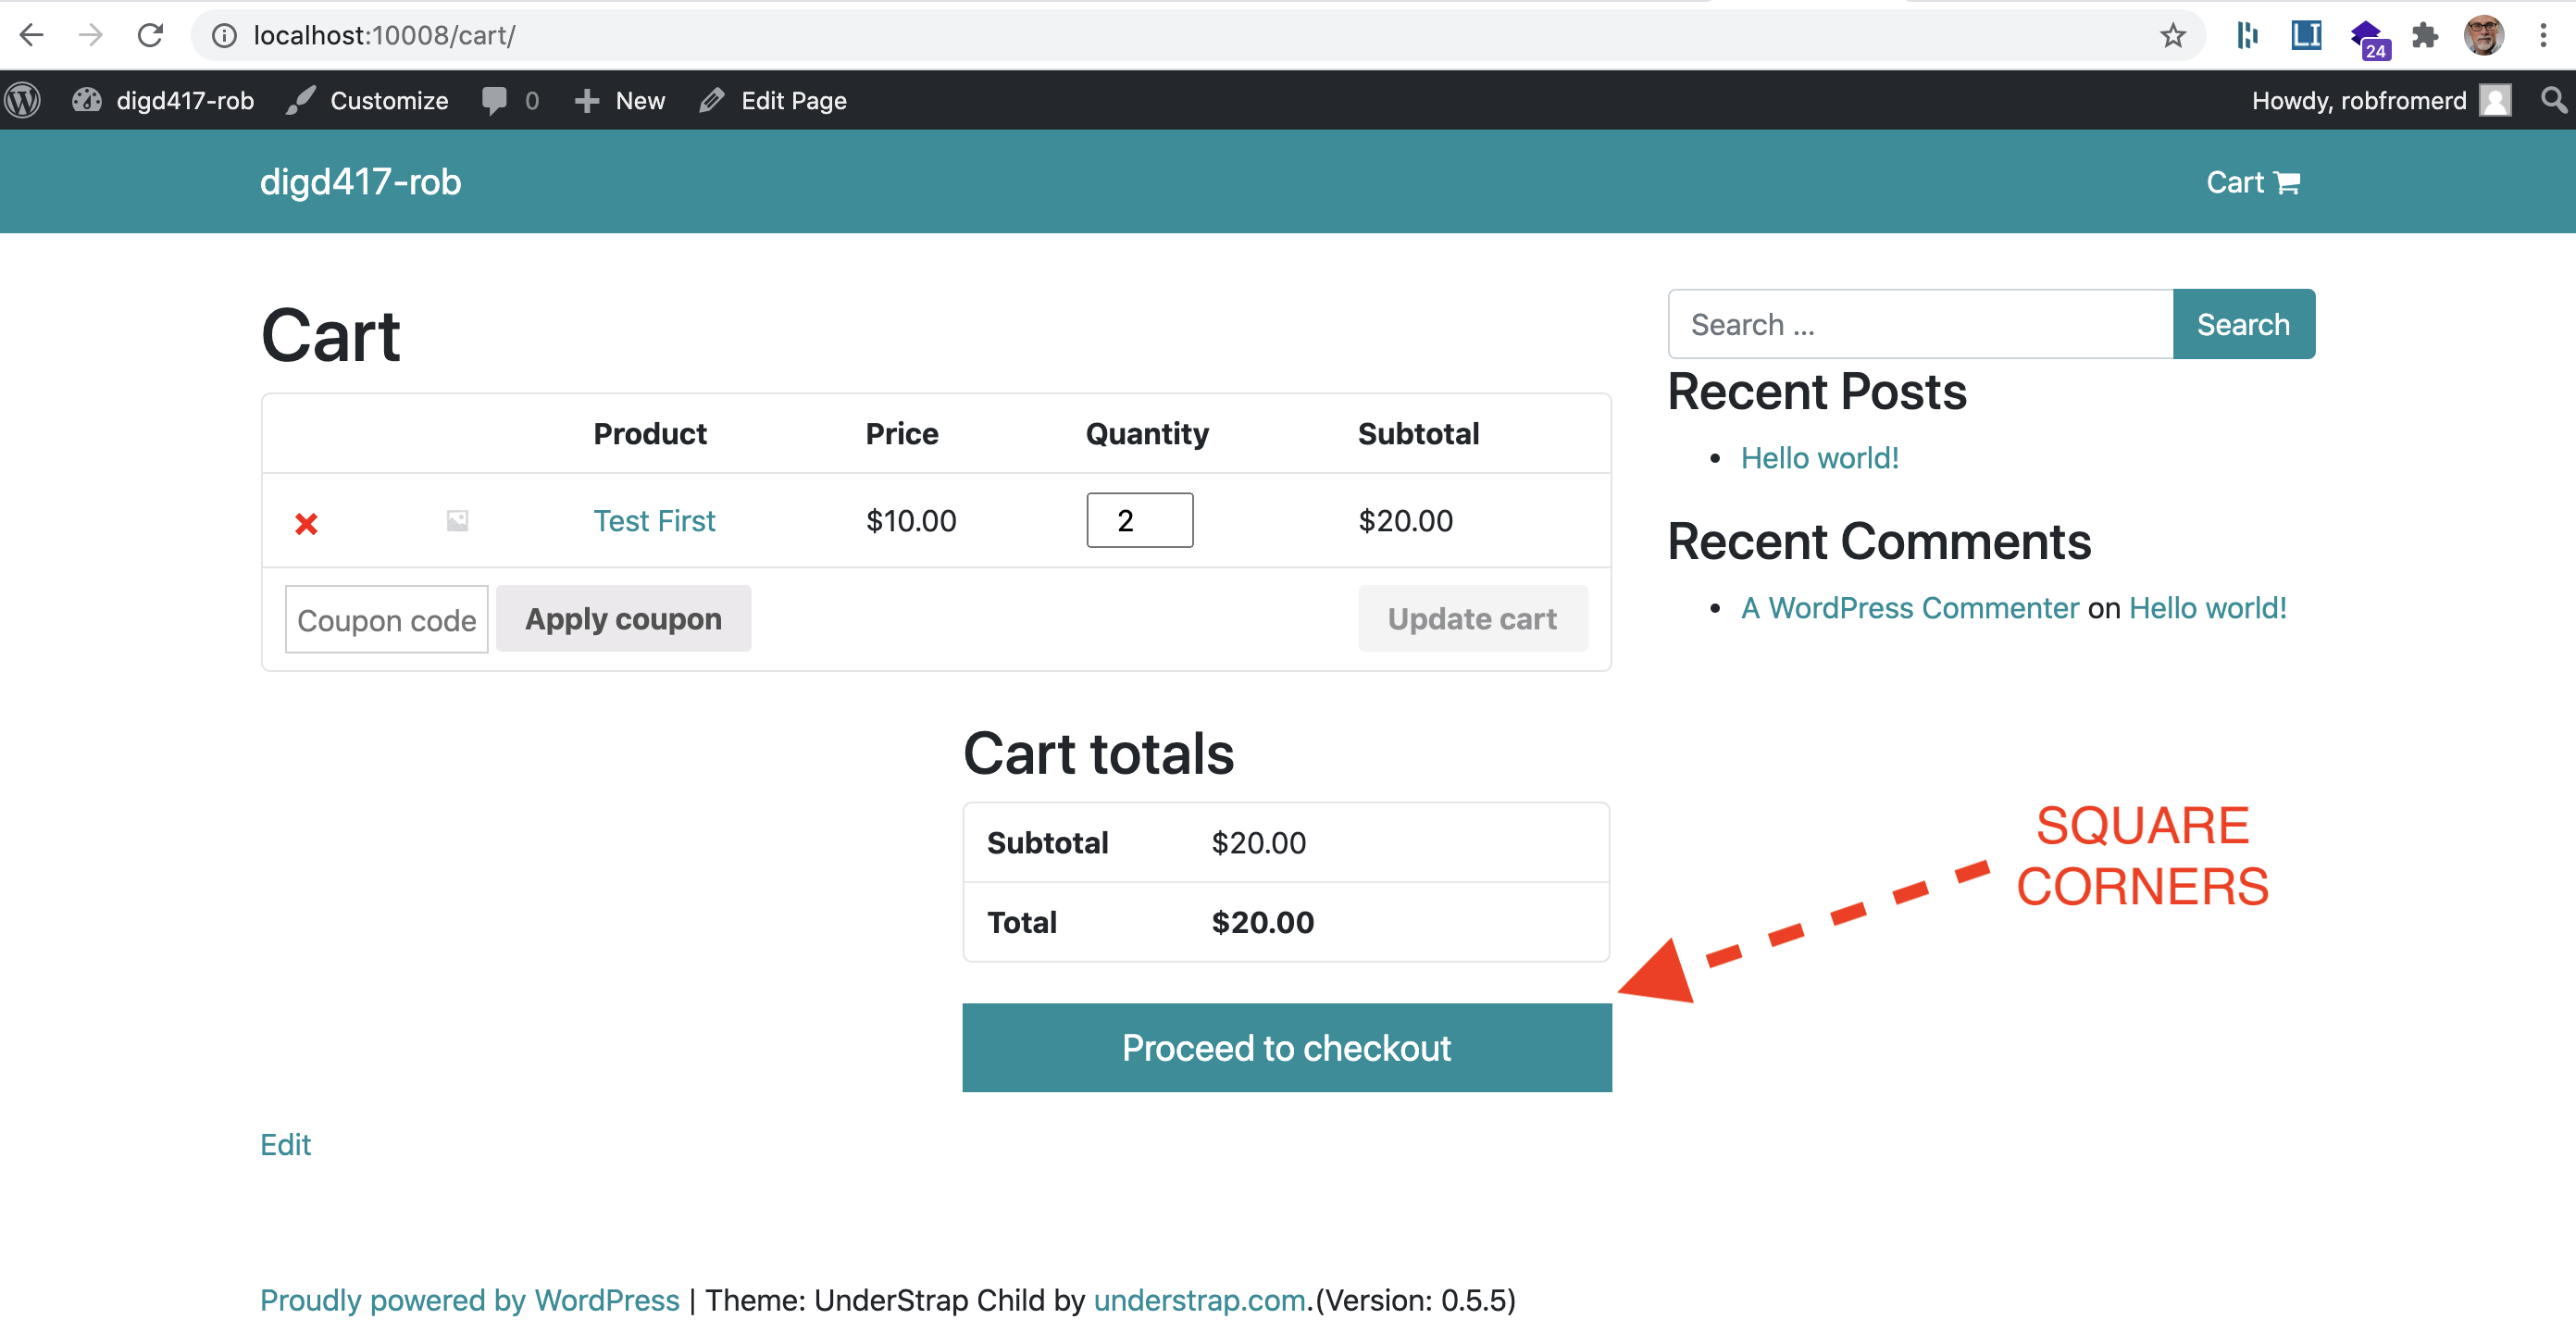 localhost:10008/cart/
24
digd417-rob Customize 0 New Edit Page Howdy, robfromerd
digd417-rob Cart
Cart
Search ... Search
Recent Posts
Hello world!
Recent Comments
A WordPress Commenter on Hello world!
Product Price Quantity Subtotal
Test First $10.00 2 $20.00
Coupon code Apply coupon Update cart
Cart totals
Subtotal $20.00
Total $20.00
SQUARE
CORNERS
Proceed to checkout
Edit
Proudly powered by WordPress | Theme: UnderStrap Child by understrap.com.(Version: 0.5.5)